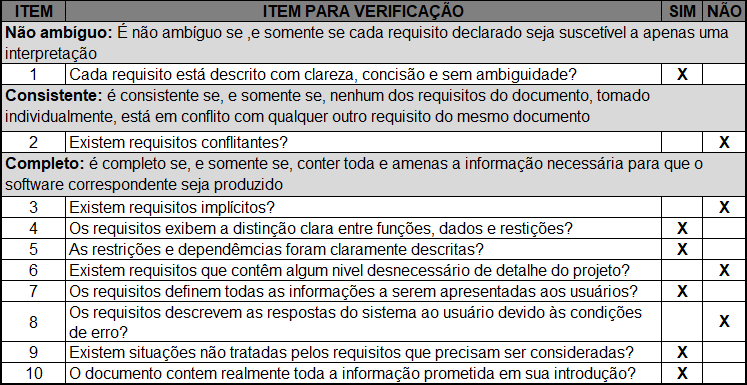 ITEM ITEM PARA VERIFICAÇÃO SIM NÃO
Não ambíguo: É não ambíguo se ,e somente se cada requisito declarado seja suscetível a apenas uma
interpretação
1 Cada requisito está descrito com clareza, concisão e sem ambiguidade? X
Consistente: é consistente se, e somente se, nenhum dos requisitos do documento, tomado
individualmente, está em conflito com qualquer outro requisito do mesmo documento
2 Existem requisitos conflitantes? X
Completo: é completo se, e somente se, conter toda e amenas a informação necessária para que o
software correspondente seja produzido
3 Existem requisitos implícitos? X
4 Os requisitos exibem a distinção clara entre funções, dados e restições? X
5 As restrições e dependências foram claramente descritas? X
6 Existem requisitos que contêm algum nivel desnecessário de detalhe do projeto? X
7 Os requisitos definem todas as informações a serem apresentadas aos usuários? X
8 Os requisitos descrevem as respostas do sistema ao usuário devido às condições
de erro? X
9 Existem situações não tratadas pelos requisitos que precisam ser consideradas? X
10 O documento contem realmente toda a informação prometida em sua introdução? X